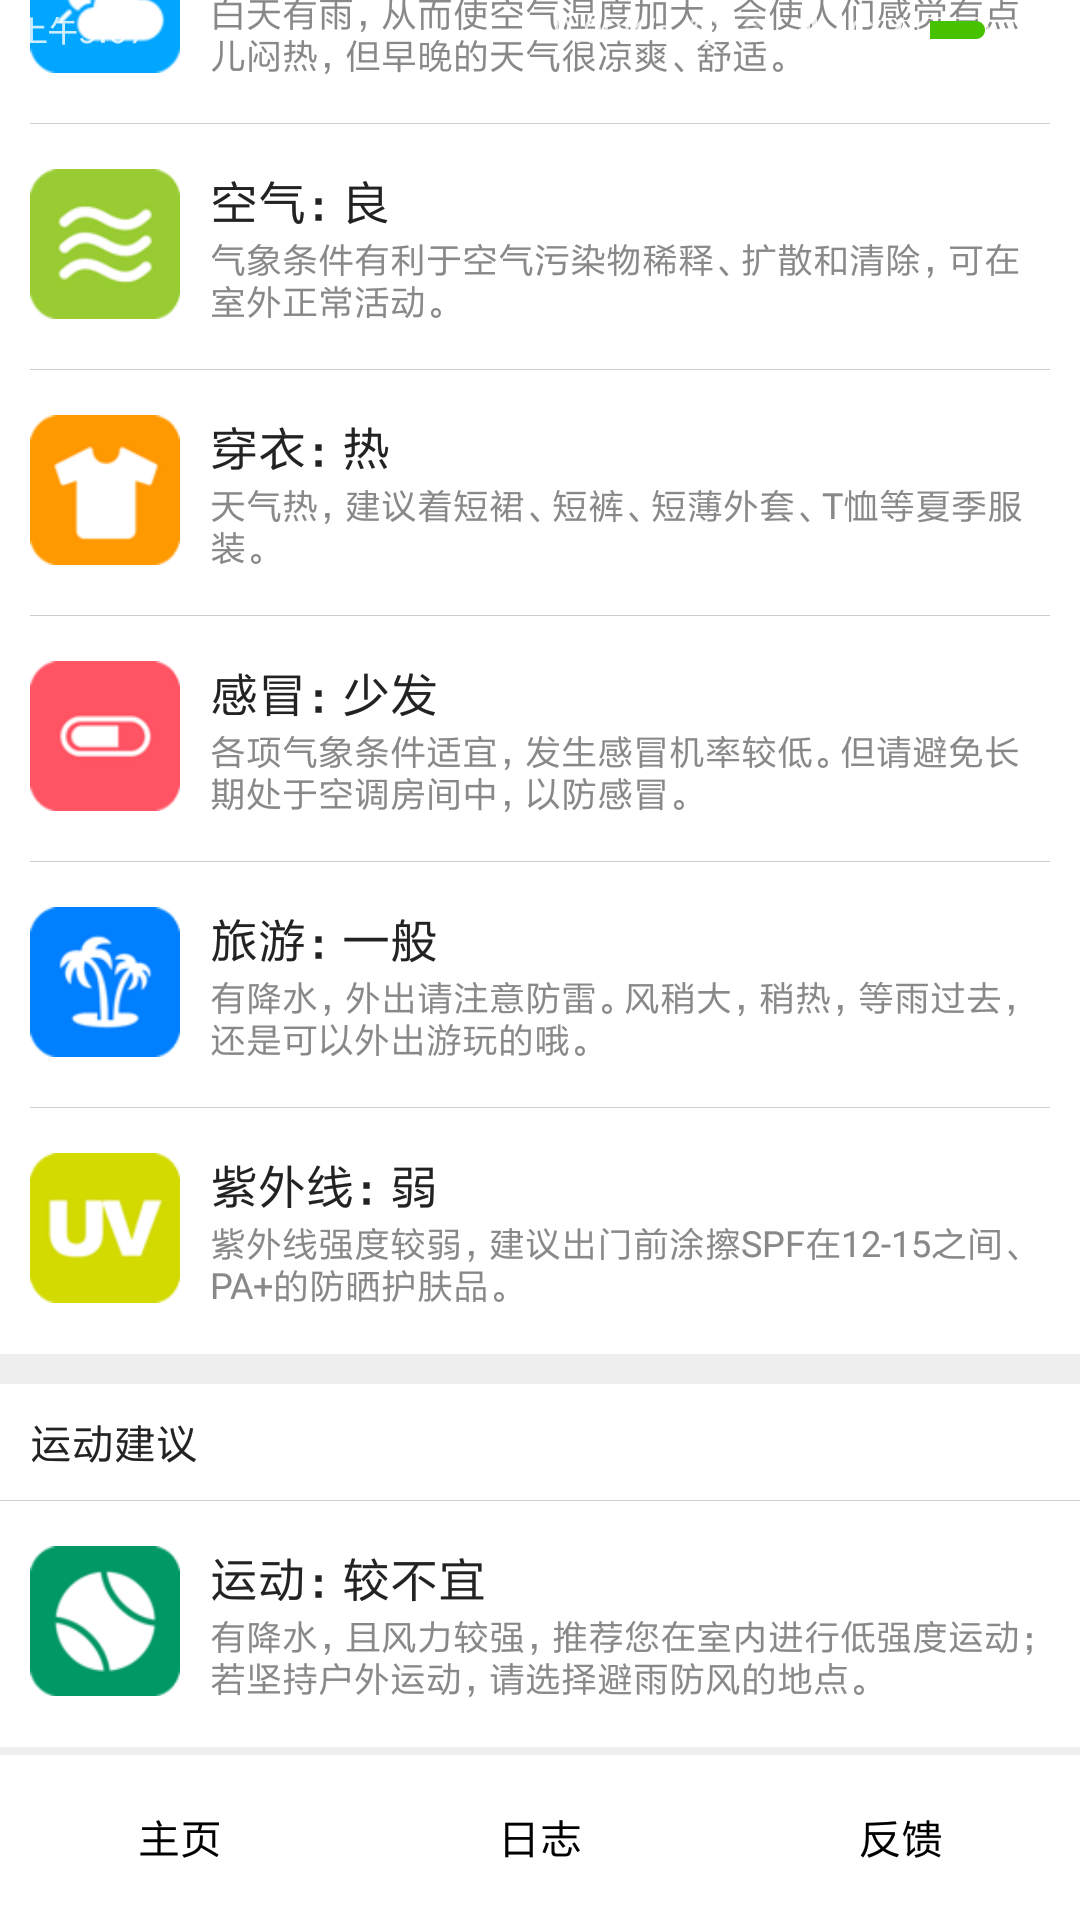 白天有雨，从而使空气湿度加大，会使人们感觉有点
儿闷热，但早晚的天气很凉爽、舒适。
空气：良
气象条件有利于空气污染物稀释、扩散和清除，可在
室外正常活动。
穿衣：热
天气热，建议着短裙、短裤、短薄外套、T恤等夏季服
装。
感冒：少发
各项气象条件适宜，发生感冒机率较低。但请避免长
期处于空调房间中，以防感冒。
旅游：一般
有降水，外出请注意防雷。风稍大，稍热，等雨过去，
还是可以外出游玩的哦。
UV
紫外线：弱
紫外线强度较弱，建议出门前涂擦SPF在12-15之间、
PA+的防晒护肤品。
运动建议
运动：较不宜
有降水，且风力较强，推荐您在室内进行低强度运动；
若坚持户外运动，请选择避雨防风的地点。
主页
日志
反馈